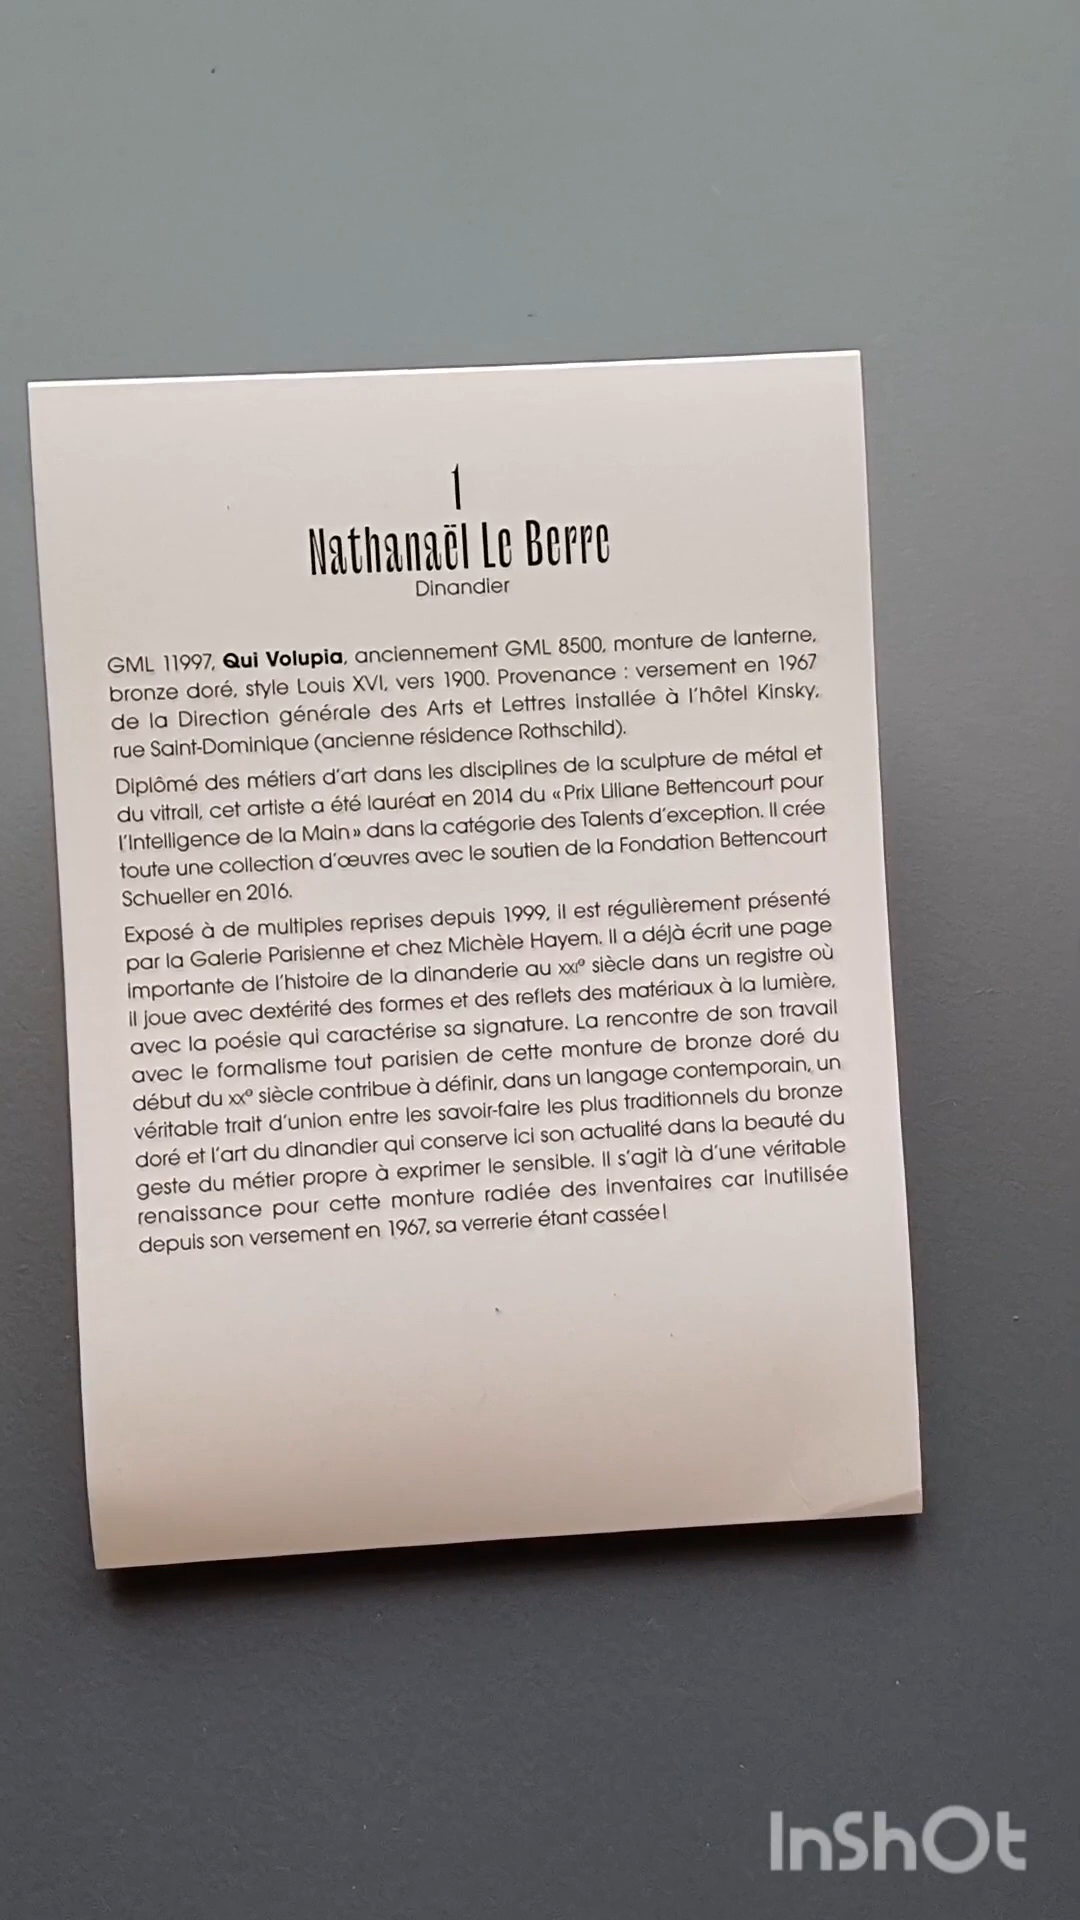 1
Nathanaël Le Berre
Dinandier
GML 11997, Qui Volupia, anciennement GML 8500, monture de lanterne,
bronze doré, style Louis XVI, vers 1900. Provenance : versement en 1967
de la Direction générale des Arts et Lettres installée à l'hôtel Kinsky,
rue Saint-Dominique (ancienne résidence Rothschild).
Diplômé des métiers d'art dans les disciplines de la sculpture de métal et
du vitrail, cet artiste a été lauréat en 2014 du « Prix Liliane Bettencourt pour
l'Intelligence de la Main » dans la catégorie des Talents d'exception. Il crée
toute une collection d'œuvres avec le soutien de la Fondation Bettencourt
Schueller en 2016.
Exposé à de multiples reprises depuis 1999, il est régulièrement présenté
par la Galerie Parisienne et chez Michèle Hayem. Il a déjà écrit une page
importante de l'histoire de la dinanderie au XXIe siècle dans un registre où
il joue avec dextérité des formes et des reflets des matériaux à la lumière,
avec la poésie qui caractérise sa signature. La rencontre de son travail
avec le formalisme tout parisien de cette monture de bronze doré du
début du XXe siècle contribue à définir, dans un langage contemporain, un
véritable trait d'union entre les savoir-faire les plus traditionnels du bronze
doré et l'art du dinandier qui conserve ici son actualité dans la beauté du
geste du métier propre à exprimer le sensible. Il s'agit là d'une véritable
renaissance pour cette monture radiée des inventaires car inutilisée
depuis son versement en 1967, sa verrerie étant cassée !
InShOt